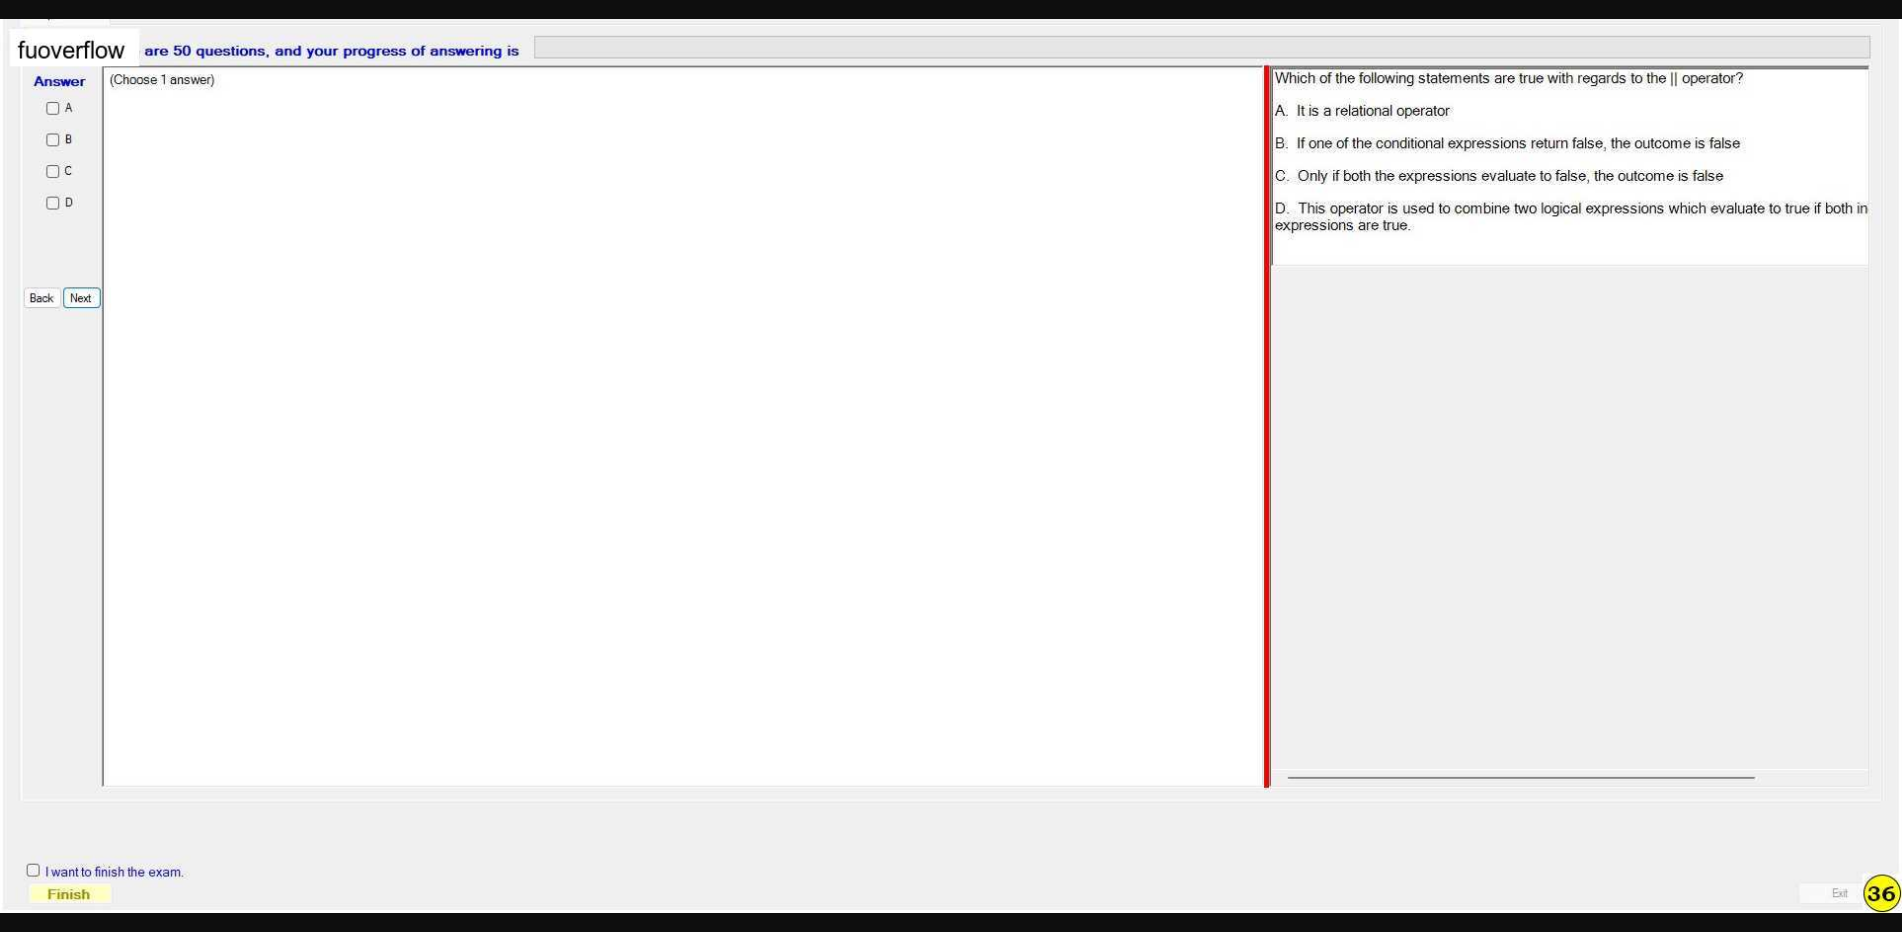 fuoverflow are 50 questions, and your progress of answering is
Answer
(Choose 1 answer)
A
B
C
D
Back Next
Which of the following statements are true with regards to the || operator?
A. It is a relational operator
B. If one of the conditional expressions return false, the outcome is false
C. Only if both the expressions evaluate to false, the outcome is false
D. This operator is used to combine two logical expressions which evaluate to true if both in
expressions are true.
I want to finish the exam.
Finish
Exit 36